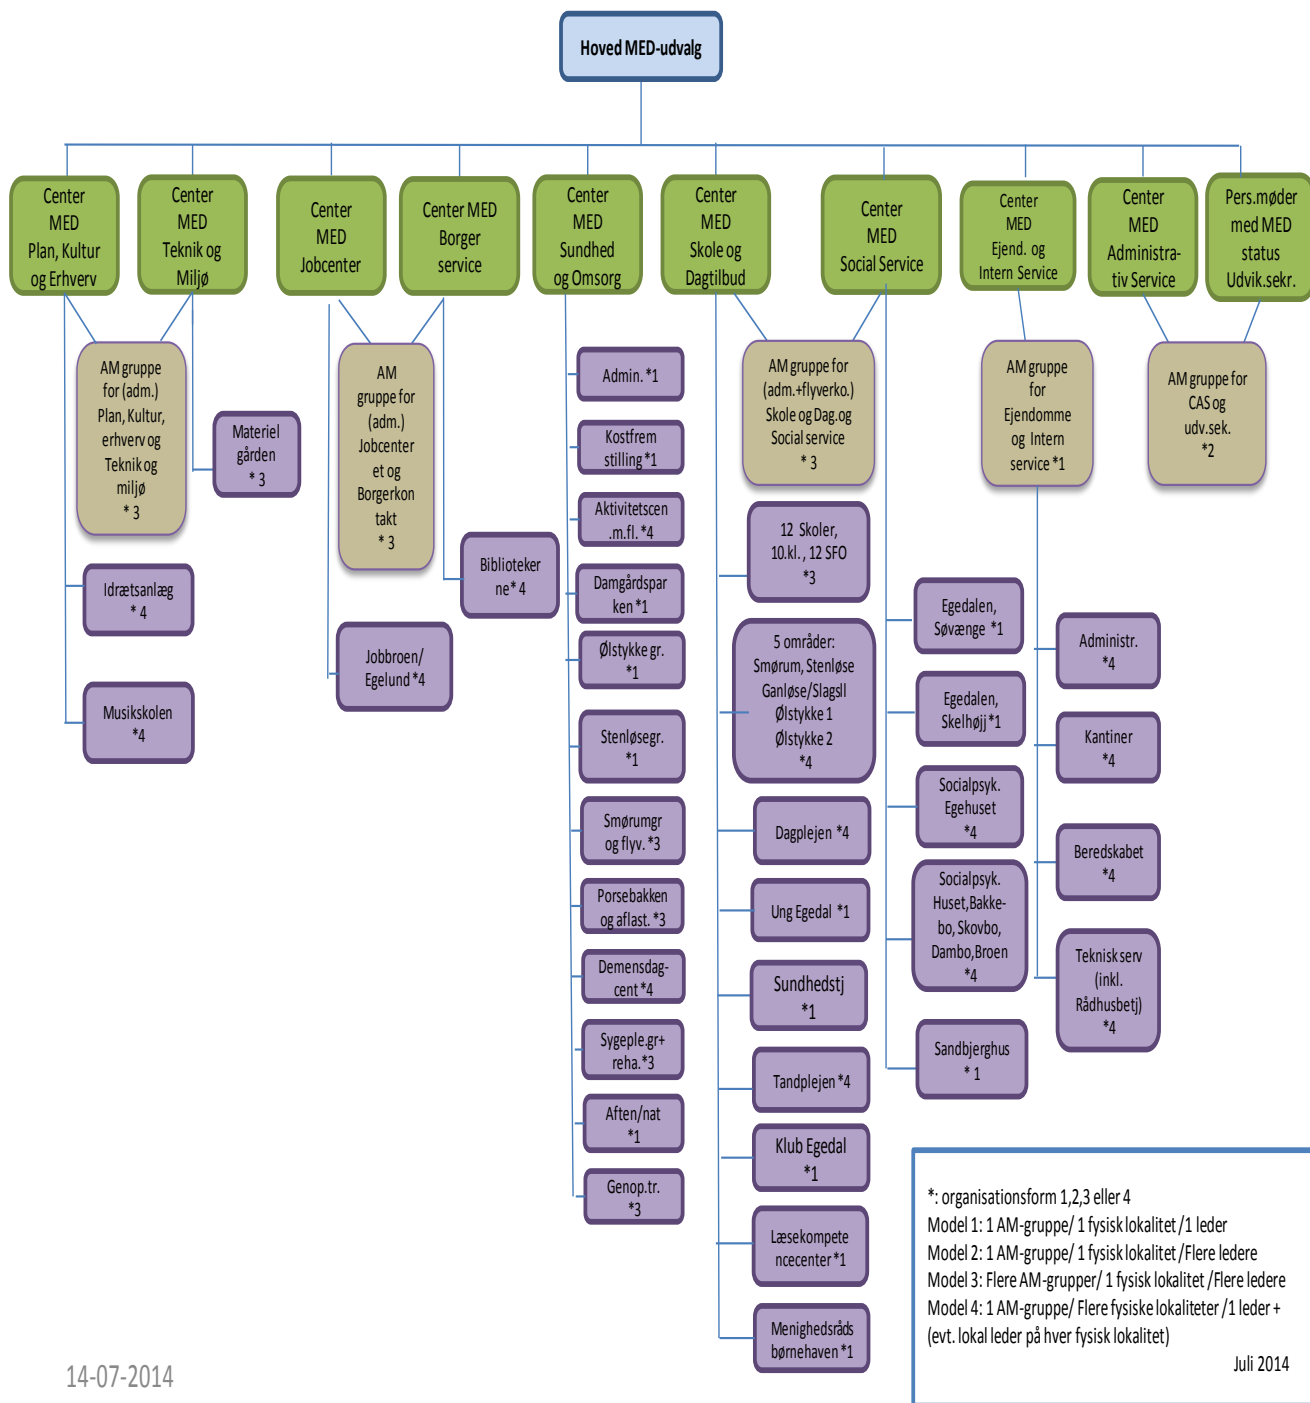 Hoved MED-udvalg
Center
MED
Plan, Kultur
og Erhverv
Center
MED
Teknik og
Miljø
Center
MED
Jobcenter
Center MED
Borger
service
Center
MED
Sundhed
og Omsorg
Center
MED
Skole og
Dagtilbud
Center
MED
Social Service
Center
MED
Ejend. og
Intern Service
Center
MED
Administra-
tiv Service
Pers.møder
med MED
status
Udvik.sekr.
AM gruppe
for (adm.)
Plan, Kultur,
erhverv og
Teknik og
miljø
* 3
Materiel
gården
* 3
Idrætsanlæg
* 4
Musikskolen
*4
AM
gruppe for
(adm.)
Jobcenter
et og
Borgerkon
takt
* 3
Biblioteker
ne* 4
Jobbroen/
Egelund *4
Admin. *1
Kostfrem
stilling *1
Aktivitetscen
.m.fl. *4
Damgårdspar
ken *1
Ølstykke gr.
*1
Stenløsegr.
*1
Smørumgr
og flyv. *3
Porsebakken
og aflast. *3
Demensdag-
cent *4
Sygeple.gr+
reha.*3
Aften/nat
*1
Genop.tr.
*3
AM gruppe for
(adm.+flyverko.)
Skole og Dag.og
Social service
* 3
12 Skoler,
10.kl. , 12 SFO
*3
5 områder:
Smørum, Stenløse
Ganløse/Slagsll
Ølstykke 1
Ølstykke 2
*4
Dagplejen *4
Ung Egedal *1
Sundhedstj
*1
Tandplejen *4
Klub Egedal
*1
Læsekompete
ncecenter *1
Menighedsråds
børnehaven *1
Egedalen,
Søvænge *1
Egedalen,
Skelhøjj *1
Socialpsyk.
Egehuset
*4
Socialpsyk.
Huset,Bakke-
bo, Skovbo,
Dambo,Broen
*4
Sandbjerghus
* 1
AM gruppe
for
Ejendomme
og Intern
service *1
Administr.
*4
Kantiner
*4
Beredskabet
*4
Teknisk serv
(inkl.
Rådhusbetj)
*4
AM gruppe for
CAS og
udv.sek.
*2
*: organisationsform 1,2,3 eller 4
Model 1: 1 AM-gruppe/ 1 fysisk lokalitet /1 leder
Model 2: 1 AM-gruppe/ 1 fysisk lokalitet /Flere ledere
Model 3: Flere AM-grupper/ 1 fysisk lokalitet /Flere ledere
Model 4: 1 AM-gruppe/ Flere fysiske lokaliteter /1 leder +
(evt. lokal leder på hver fysisk lokalitet)
Juli 2014
14-07-2014